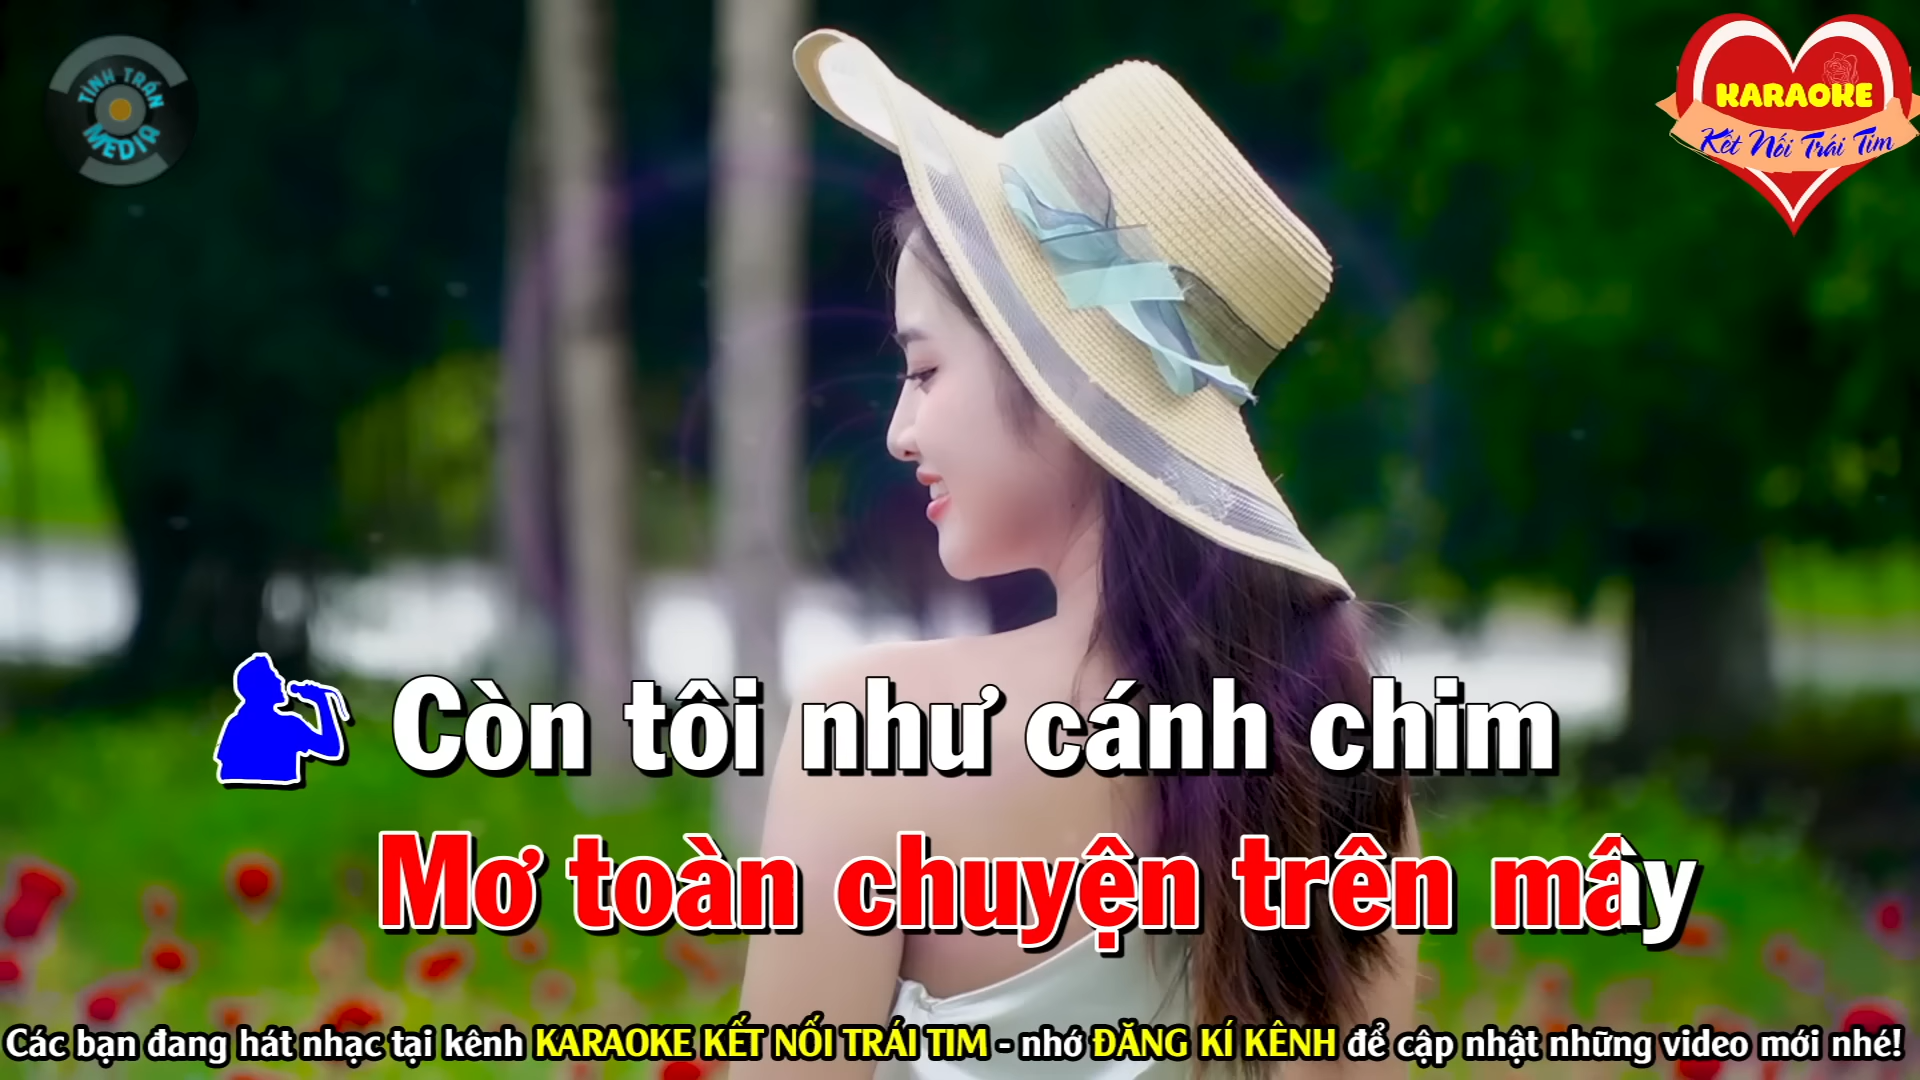 TÌNH TRẦN
MEDIA
KARAOKE
Kết Nối Trái Tim
Còn tôi như cánh chim
Mơ toàn chuyện trên mây
Các bạn đang hát nhạc tại kênh KARAOKE KẾT NỐI TRÁI TIM - nhớ ĐĂNG KÍ KÊNH để cập nhật những video mới nhé!